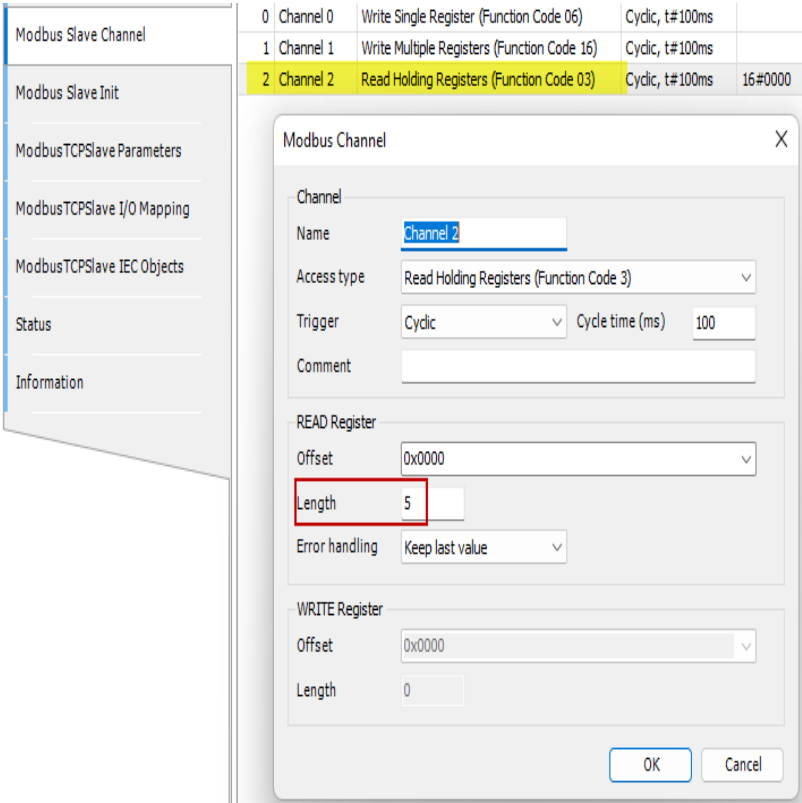 Modbus Slave Channel
Modbus Slave Init
ModbusTCPSlave Parameters
ModbusTCPSlave I/O Mapping
ModbusTCPSlave IEC Objects
Status
Information
0 Channel 0 Write Single Register (Function Code 06) Cyclic, t#100ms
1 Channel 1 Write Multiple Registers (Function Code 16) Cyclic, t#100ms
2 Channel 2 Read Holding Registers (Function Code 03) Cyclic, t#100ms 16#0000
Modbus Channel X
Channel
Name Channel 2
Access type Read Holding Registers (Function Code 3)
Trigger Cyclic Cycle time (ms) 100
Comment
READ Register
Offset 0x0000
Length 5
Error handling Keep last value
WRITE Register
Offset 0x0000
Length 0
OK Cancel